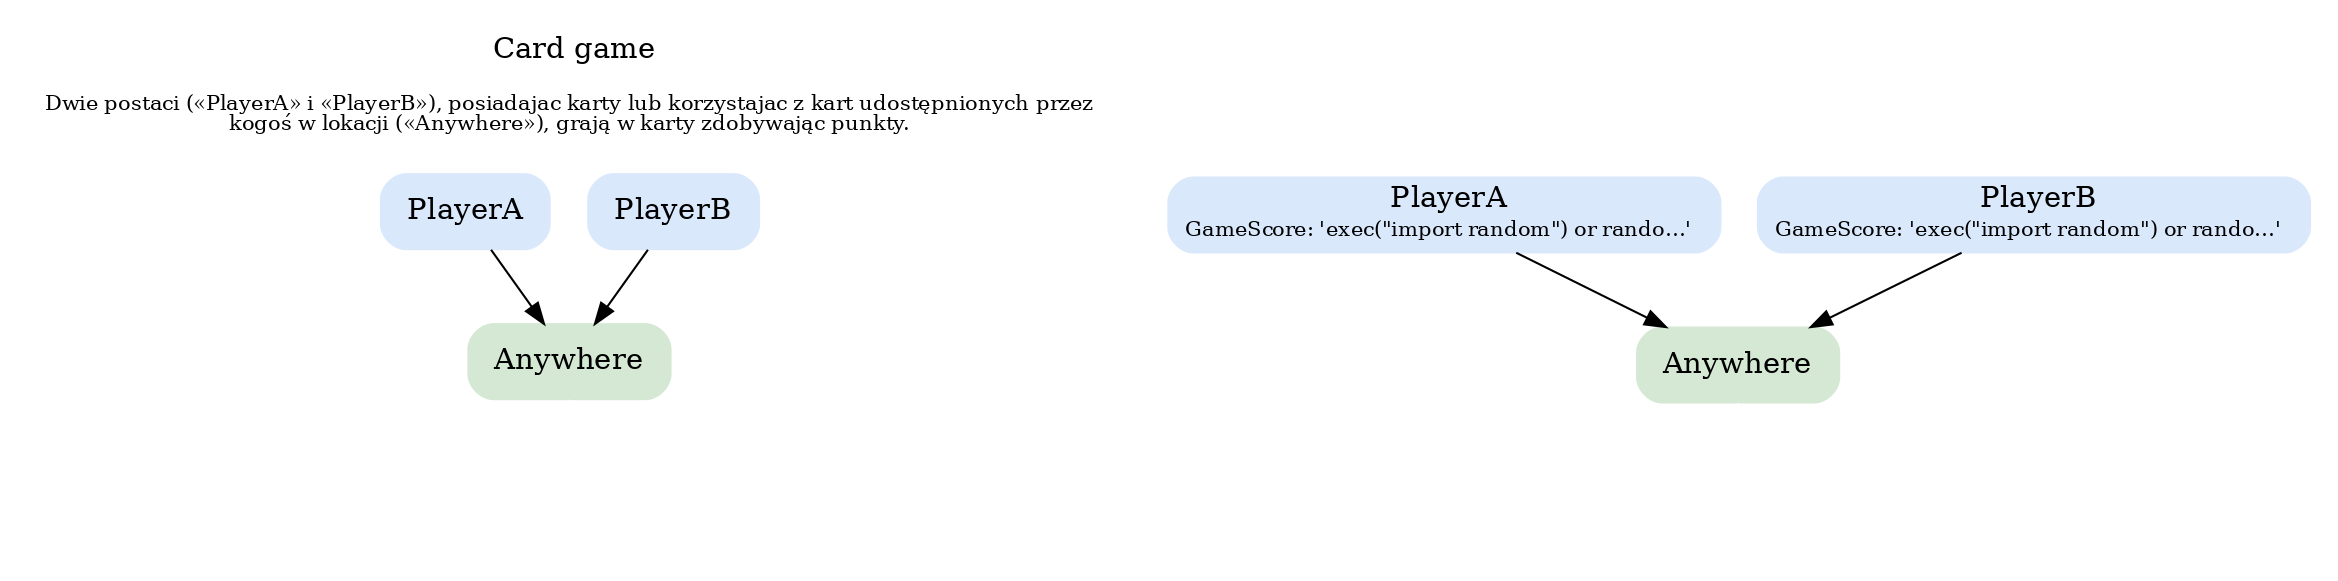 Card game
Dwie postaci («PlayerA» i «PlayerB»), posiadajac karty lub korzystajac z kart udostępnionych przez
kogoś w lokacji («Anywhere»), grają w karty zdobywając punkty.
PlayerA
PlayerB
Anywhere
PlayerA
GameScore: 'exec("import random") or rando...'
PlayerB
GameScore: 'exec("import random") or rando...'
Anywhere